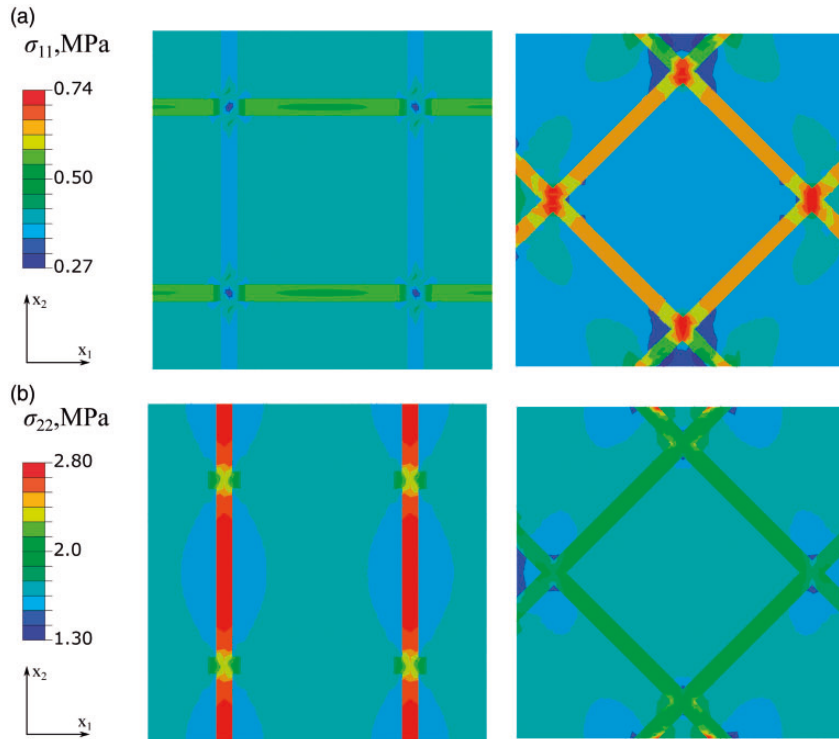 (a)
σ11,MPa
0.74
0.50
0.27
x2
x1
(b)
σ22,MPa
2.80
2.0
1.30
x2
x1